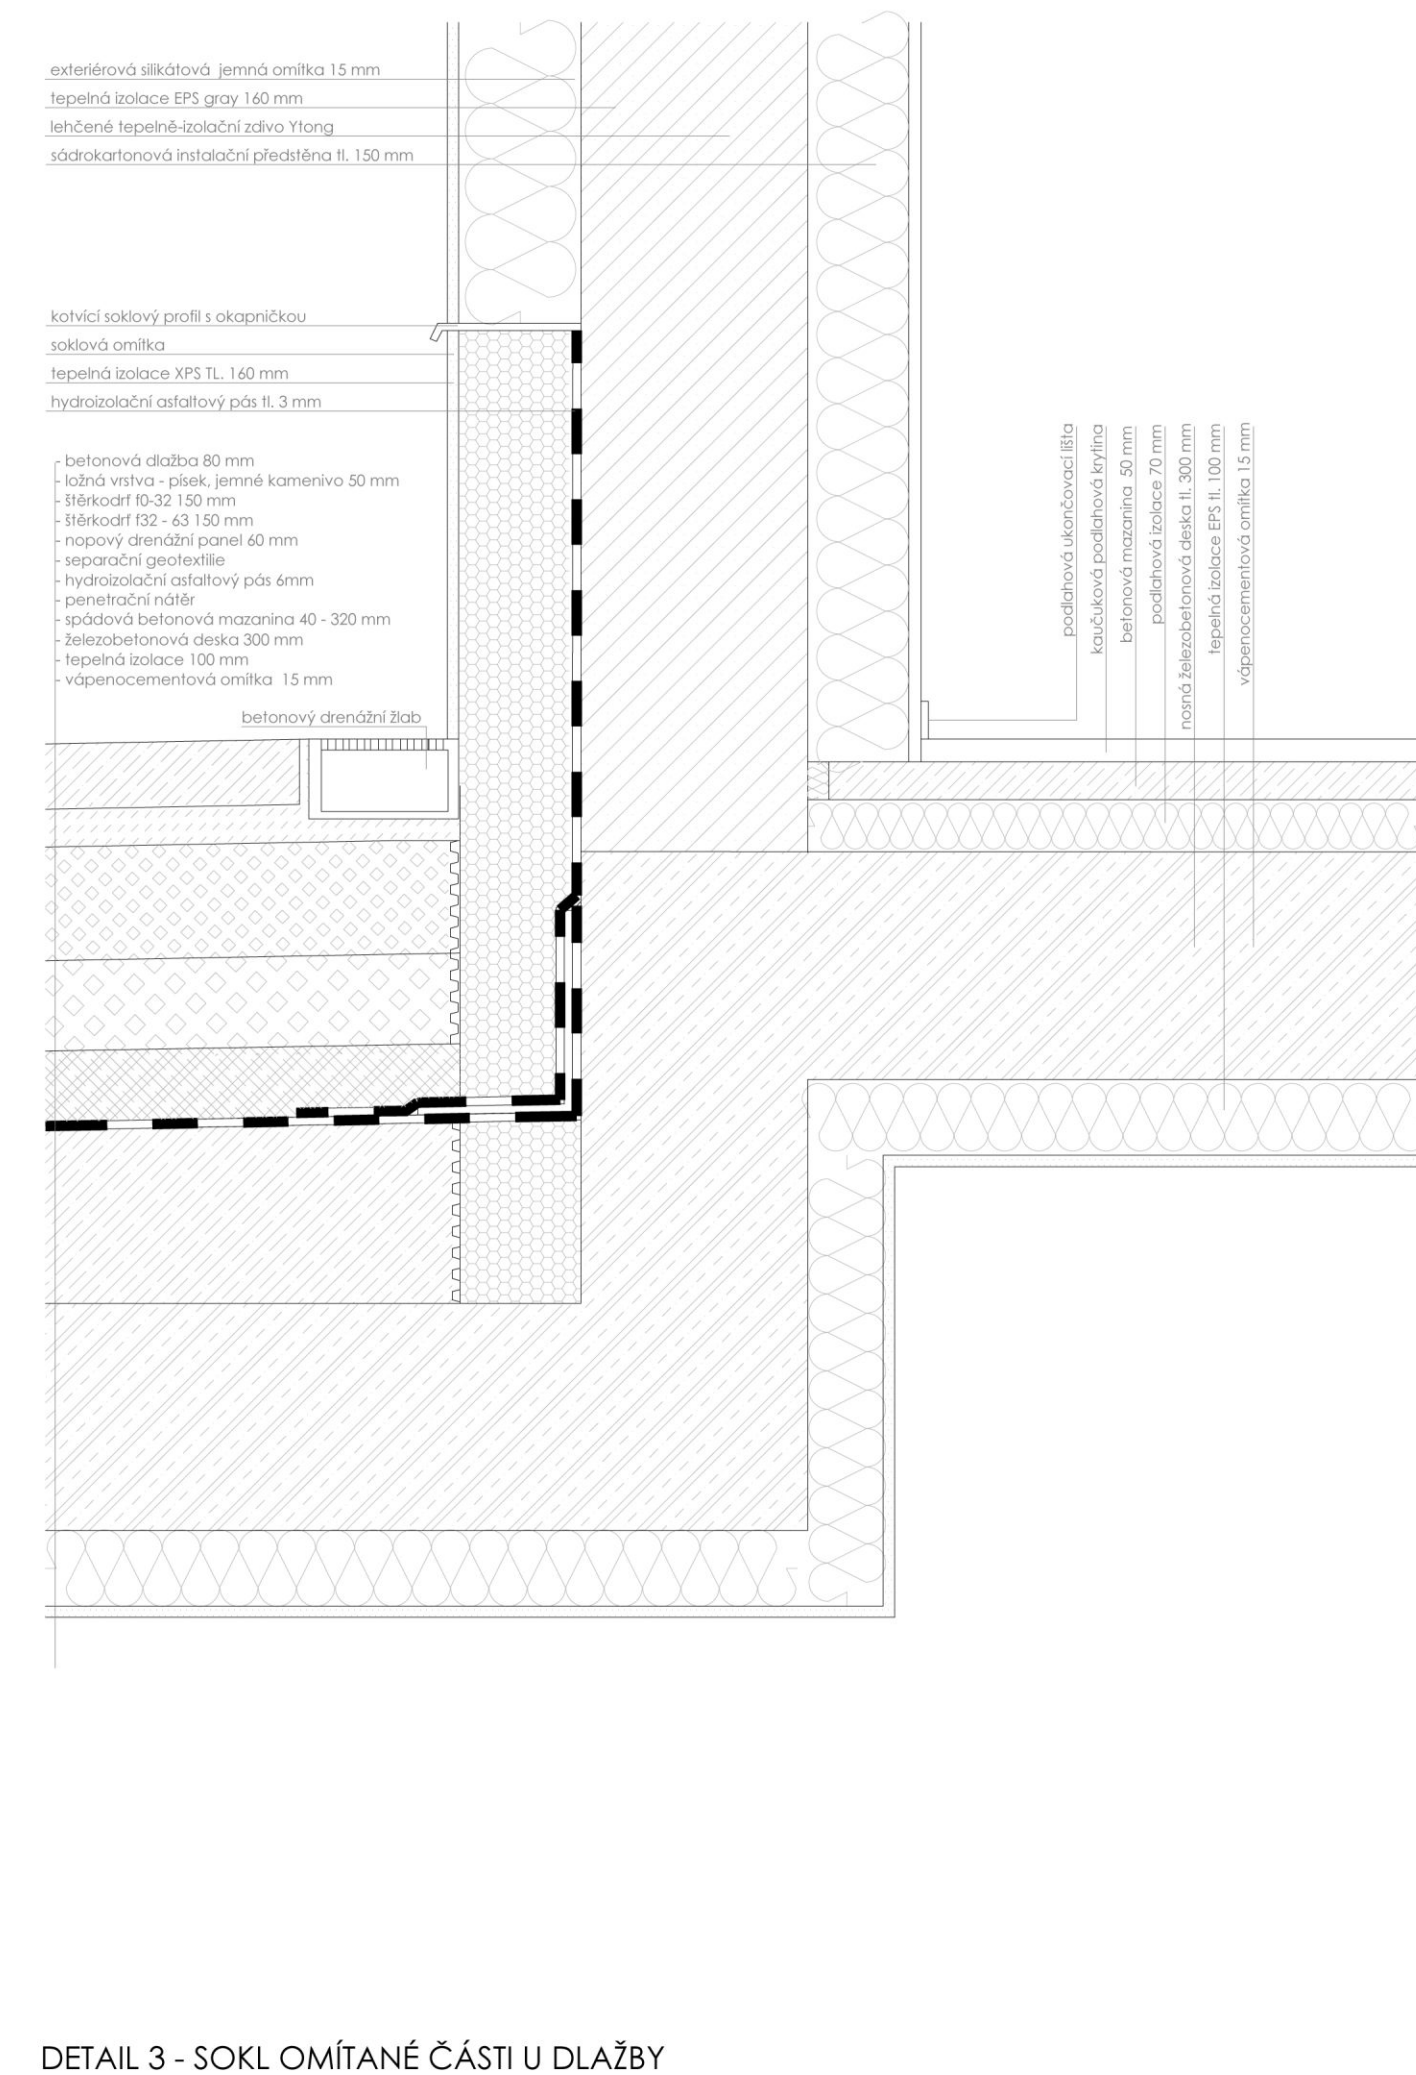 exteriérová silikátová jemná omítka 15 mm
tepelná izolace EPS gray 160 mm
lehčené tepelně-izolační zdivo Ytong
sádrokartonová instalační předstěna tl. 150 mm
kotvící soklový profil s okapničkou
soklová omítka
tepelná izolace XPS TL. 160 mm
hydroizolační asfaltový pás tl. 3 mm
- betonová dlažba 80 mm
- ložná vrstva - písek, jemné kamenivo 50 mm
- štěrkodrť f0-32 150 mm
- štěrkodrť f32 - 63 150 mm
- nopový drenážní panel 60 mm
- separační geotextilie
- hydroizolační asfaltový pás 6mm
- penetrační nátěr
- spádová betonová mazanina 40 - 320 mm
- železobetonová deska 300 mm
- tepelná izolace 100 mm
- vápenocementová omítka 15 mm
betonový drenážní žlab
podlahová ukončovací lišta
kaučuková podlahová krytina
betonová mazanina 50 mm
podlahová izolace 70 mm
nosná železobetonová deska tl. 300 mm
tepelná izolace EPS tl. 100 mm
vápenocementová omítka 15 mm
DETAIL 3 - SOKL OMÍTANÉ ČÁSTI U DLAŽBY